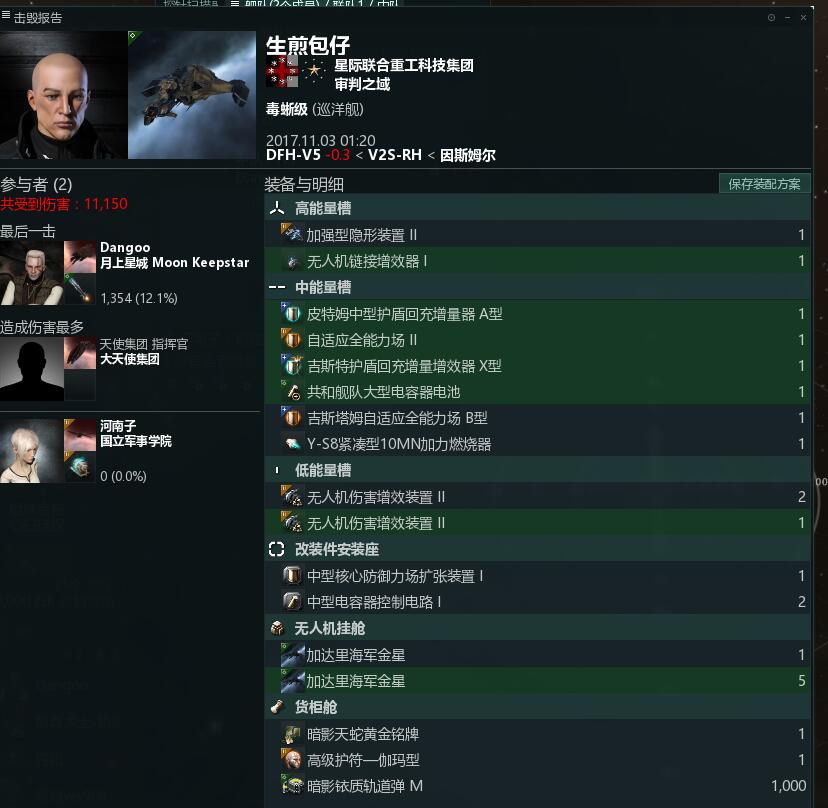 击毁报告
生煎包仔
星际联合重工科技集团
审判之域
毒蜥级 (巡洋舰)
2017.11.03 01:20
DFH-V5 -0.3 < V2S-RH < 因斯姆尔
参与者 (2)
共受到伤害：11,150
最后一击
Dangoo
月上星城 Moon Keepstar
1,354 (12.1%)
造成伤害最多
天使集团 指挥官
大天使集团
河南子
国立军事学院
0 (0.0%)
装备与明细
保存装配方案
高能量槽
加强型隐形装置 II 1
无人机链接增效器 I 1
中能量槽
皮特姆中型护盾回充增量器 A型 1
自适应全能力场 II 1
吉斯特护盾回充增量增效器 X型 1
共和舰队大型电容器电池 1
吉斯塔姆自适应全能力场 B型 1
Y-S8紧凑型10MN加力燃烧器 1
低能量槽
无人机伤害增效装置 II 2
无人机伤害增效装置 II 1
改装件安装座
中型核心防御力场扩张装置 I 1
中型电容器控制电路 I 2
无人机挂舱
加达里海军金星 1
加达里海军金星 5
货柜舱
暗影天蛇黄金铭牌 1
高级护符—伽玛型 1
暗影铱质轨道弹 M 1,000